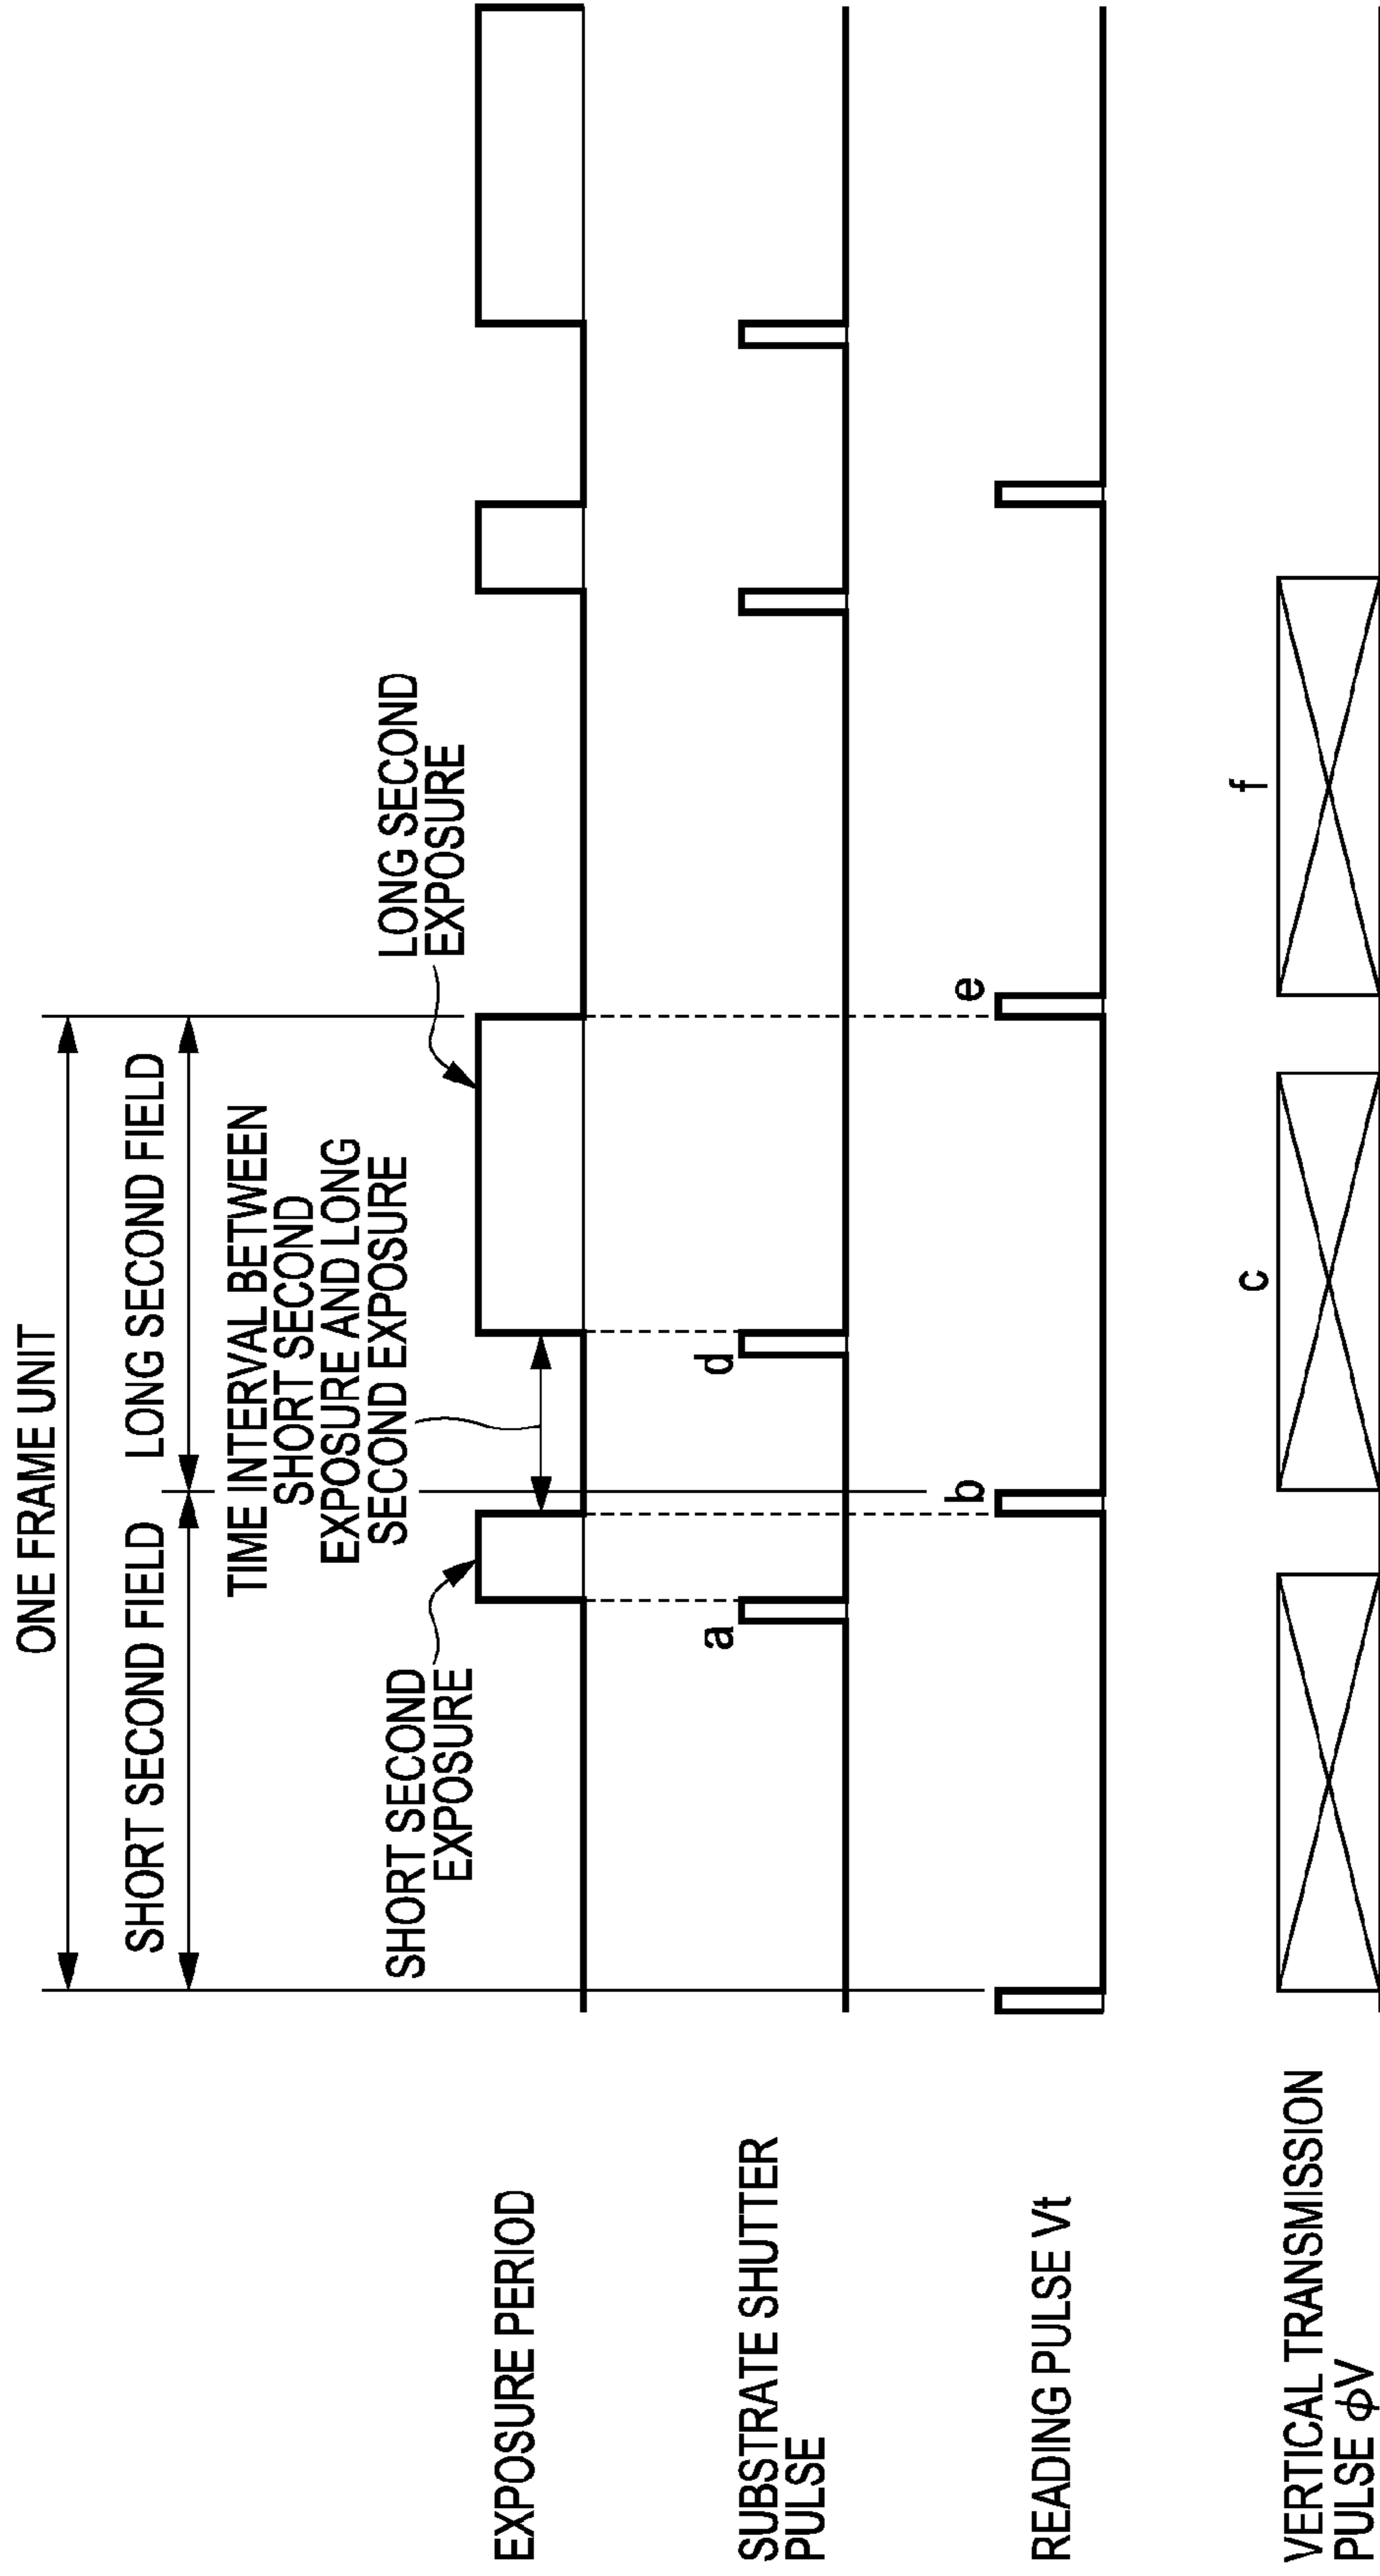 ONE FRAME UNIT
SHORT SECOND FIELD
LONG SECOND FIELD
TIME INTERVAL BETWEEN
SHORT SECOND
EXPOSURE AND LONG
SECOND EXPOSURE
SHORT SECOND
EXPOSURE
LONG SECOND
EXPOSURE
EXPOSURE PERIOD
a
d
SUBSTRATE SHUTTER
PULSE
b
e
READING PULSE Vt
c
f
VERTICAL TRANSMISSION
PULSE ϕV